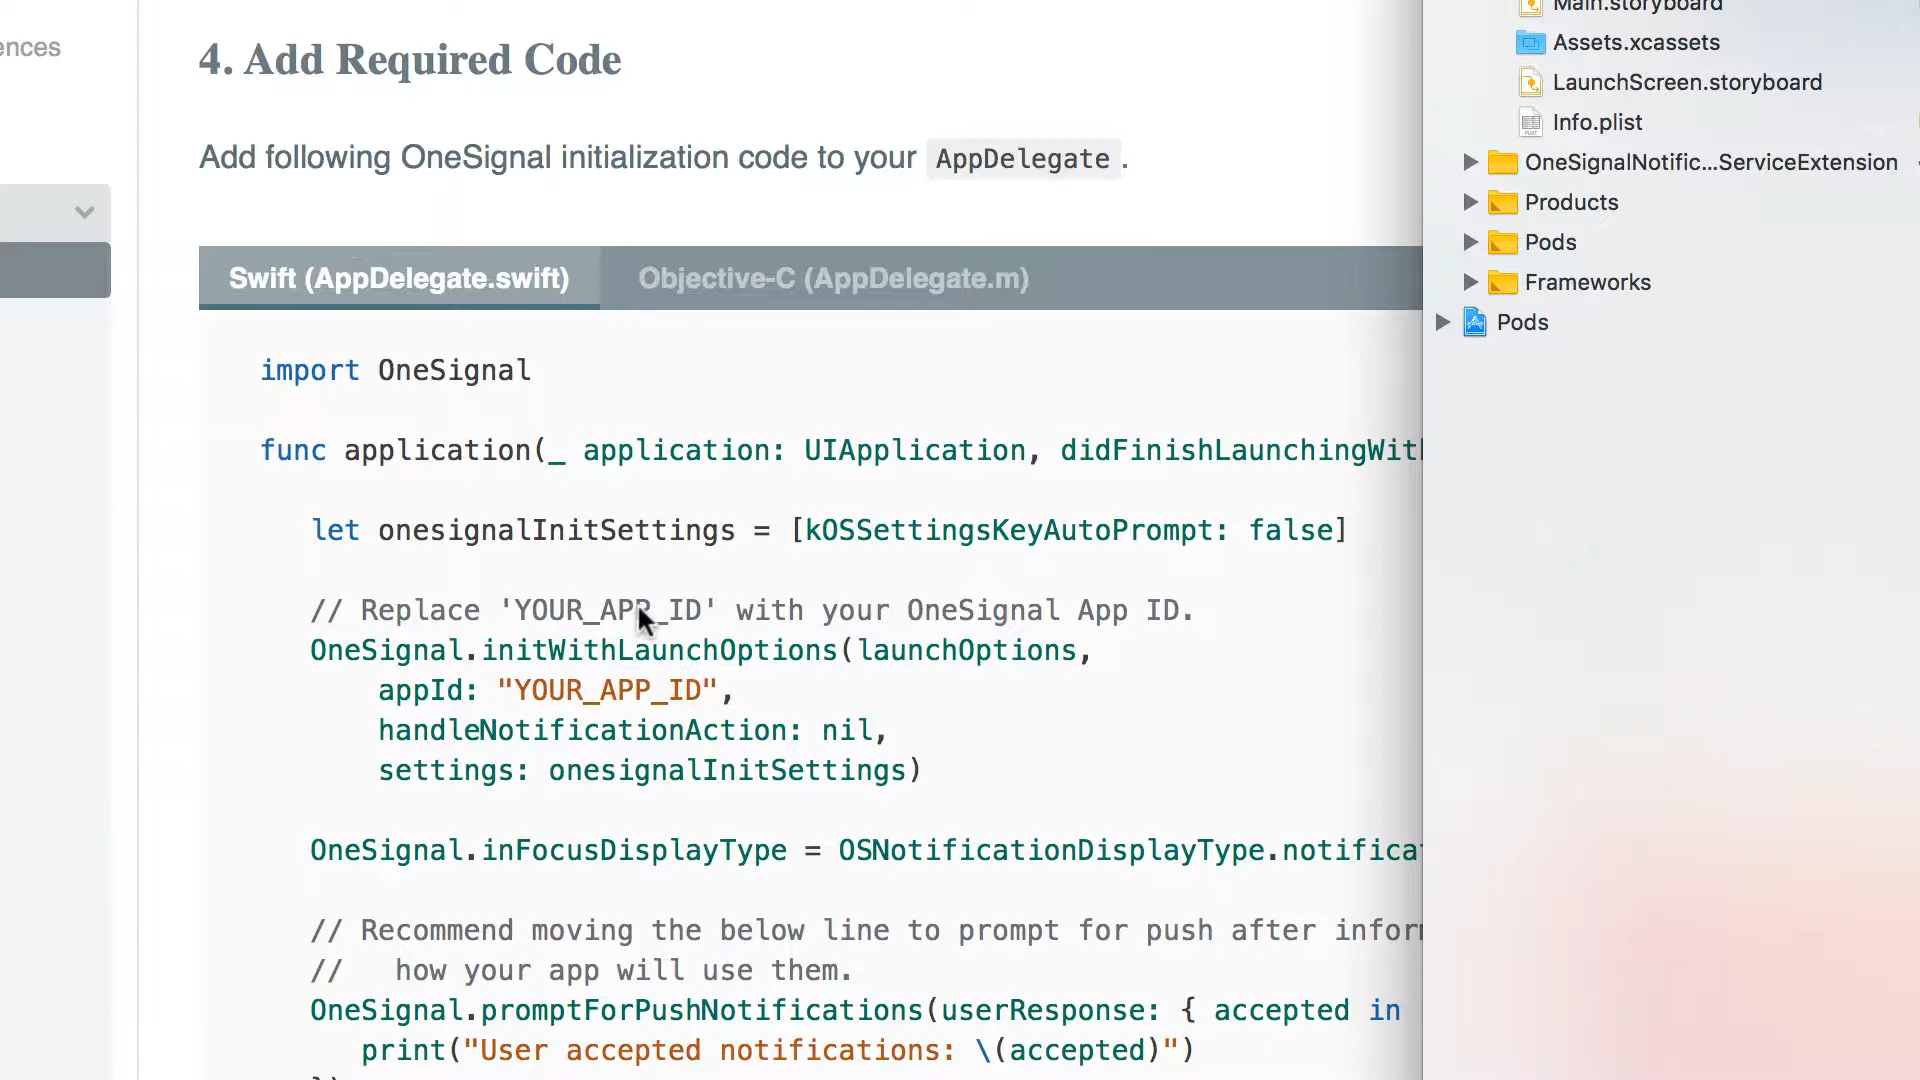 ences
4. Add Required Code
Add following OneSignal initialization code to your AppDelegate.
Swift (AppDelegate.swift) Objective-C (AppDelegate.m)
import OneSignal
func application(_ application: UIApplication, didFinishLaunchingWith
let onesignalInitSettings = [kOSSettingsKeyAutoPrompt: false]
// Replace 'YOUR_APP_ID' with your OneSignal App ID.
OneSignal.initWithLaunchOptions(launchOptions,
appId: "YOUR_APP_ID",
handleNotificationAction: nil,
settings: onesignalInitSettings)
OneSignal.inFocusDisplayType = OSNotificationDisplayType.notifica
// Recommend moving the below line to prompt for push after infor
// how your app will use them.
OneSignal.promptForPushNotifications(userResponse: { accepted in
print("User accepted notifications: \(accepted)")
Main.storyboard
Assets.xcassets
LaunchScreen.storyboard
Info.plist
OneSignalNotific...ServiceExtension
Products
Pods
Frameworks
Pods